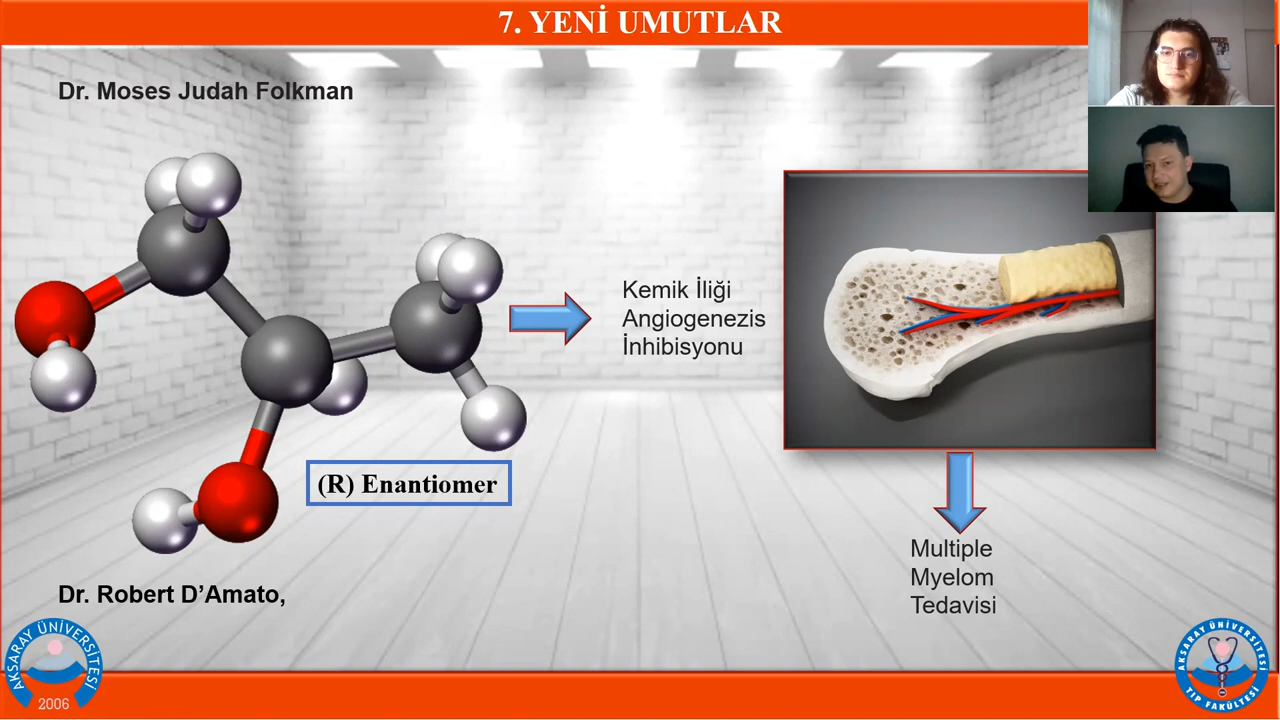 7. YENİ UMUTLAR
Dr. Moses Judah Folkman
Kemik İliği
Angiogenezis
İnhibisyonu
(R) Enantiomer
Multiple
Myelom
Tedavisi
Dr. Robert D’Amato,
AKSARAY ÜNİVERSİTESİ
2006
AKSARAY ÜNİVERSİTESİ
TIP FAKÜLTESİ